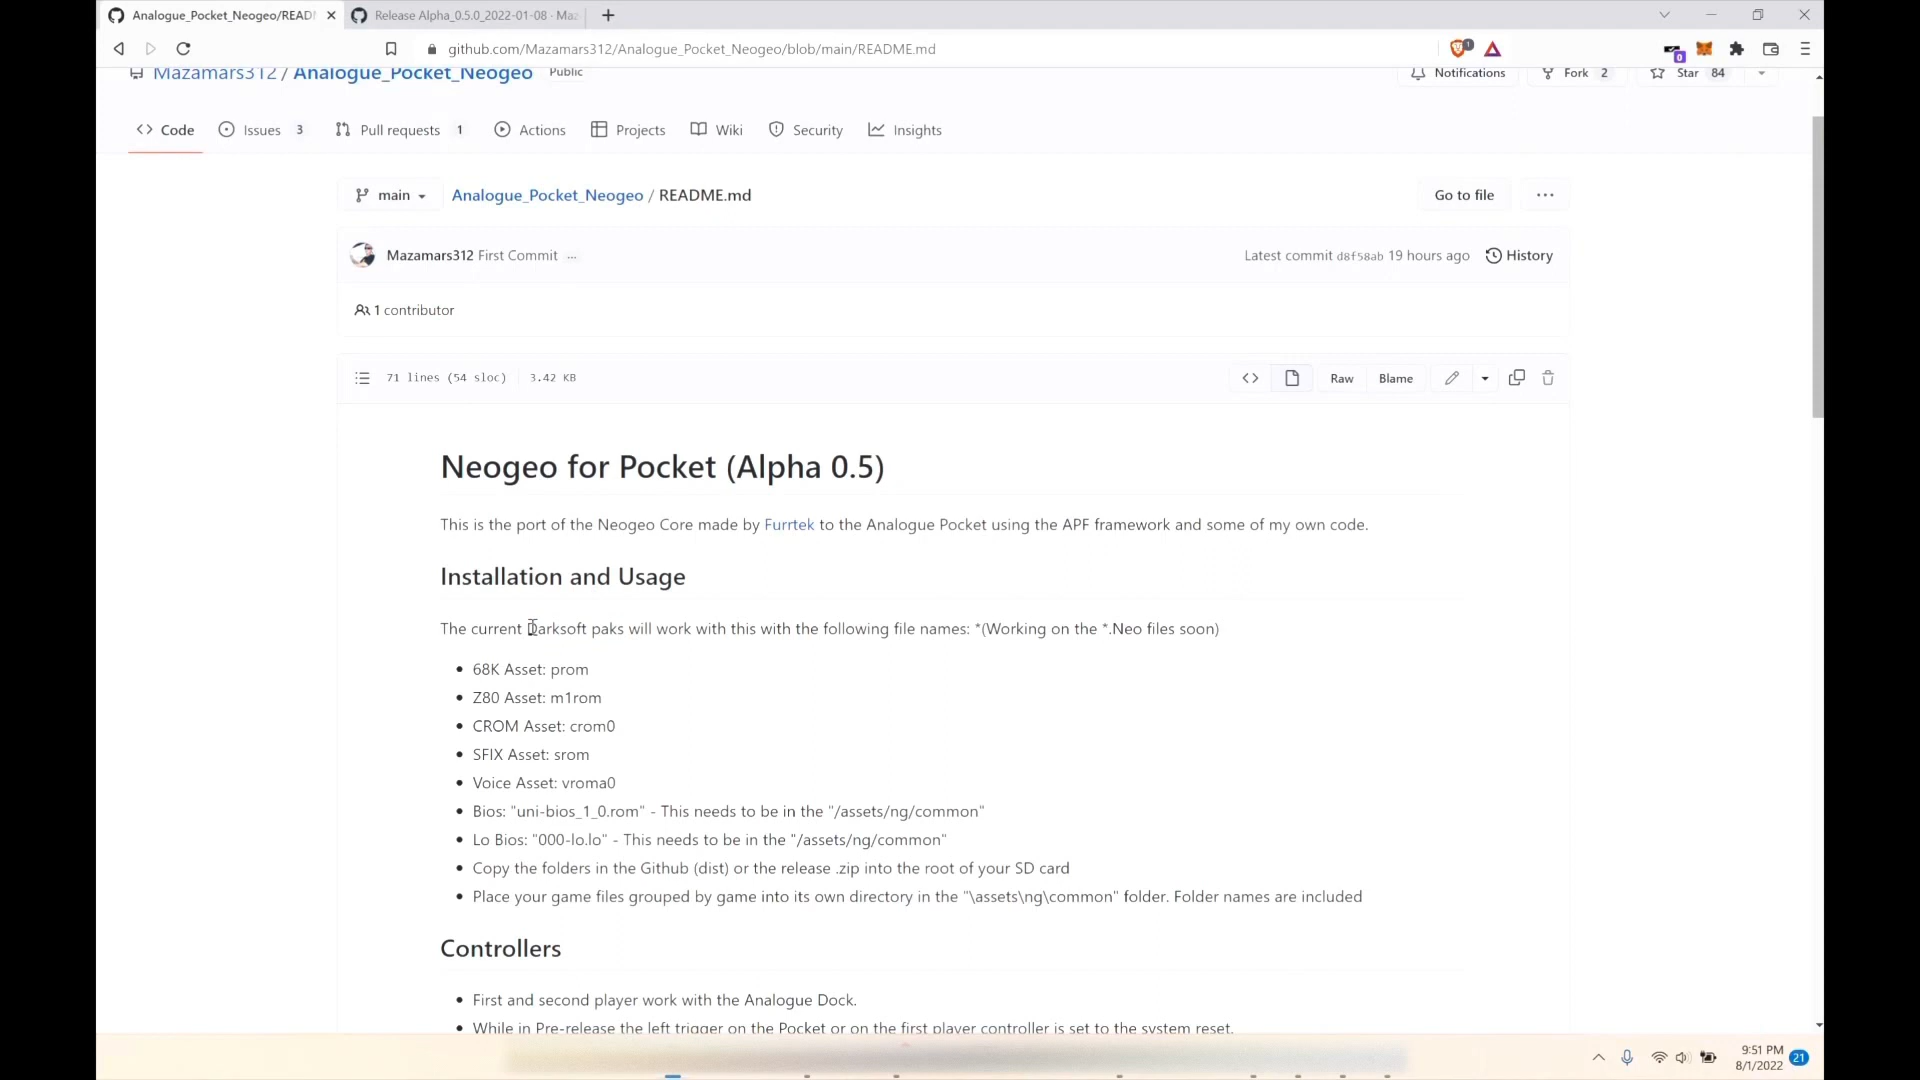 Analogue_Pocket_Neogeo/READ
Release Alpha_0.5.0_2022-01-08 · Maz
github.com/Mazamars312/Analogue_Pocket_Neogeo/blob/main/README.md
1
0
Mazamars312 / Analogue_Pocket_Neogeo Public
Notifications Fork 2 Star 84
Code Issues 3 Pull requests 1 Actions Projects Wiki Security Insights
main Analogue_Pocket_Neogeo / README.md Go to file ...
Mazamars312 First Commit ... Latest commit d8f58ab 19 hours ago History
1 contributor
71 lines (54 sloc) 3.42 KB Raw Blame
Neogeo for Pocket (Alpha 0.5)
This is the port of the Neogeo Core made by Furrtek to the Analogue Pocket using the APF framework and some of my own code.
Installation and Usage
The current Darksoft paks will work with this with the following file names: *(Working on the *.Neo files soon)
• 68K Asset: prom
• Z80 Asset: m1rom
• CROM Asset: crom0
• SFIX Asset: srom
• Voice Asset: vroma0
• Bios: "uni-bios_1_0.rom" - This needs to be in the "/assets/ng/common"
• Lo Bios: "000-lo.lo" - This needs to be in the "/assets/ng/common"
• Copy the folders in the Github (dist) or the release .zip into the root of your SD card
• Place your game files grouped by game into its own directory in the "\assets\ng\common" folder. Folder names are included
Controllers
• First and second player work with the Analogue Dock.
• While in Pre-release the left trigger on the Pocket or on the first player controller is set to the system reset.
9:51 PM
8/1/2022
21